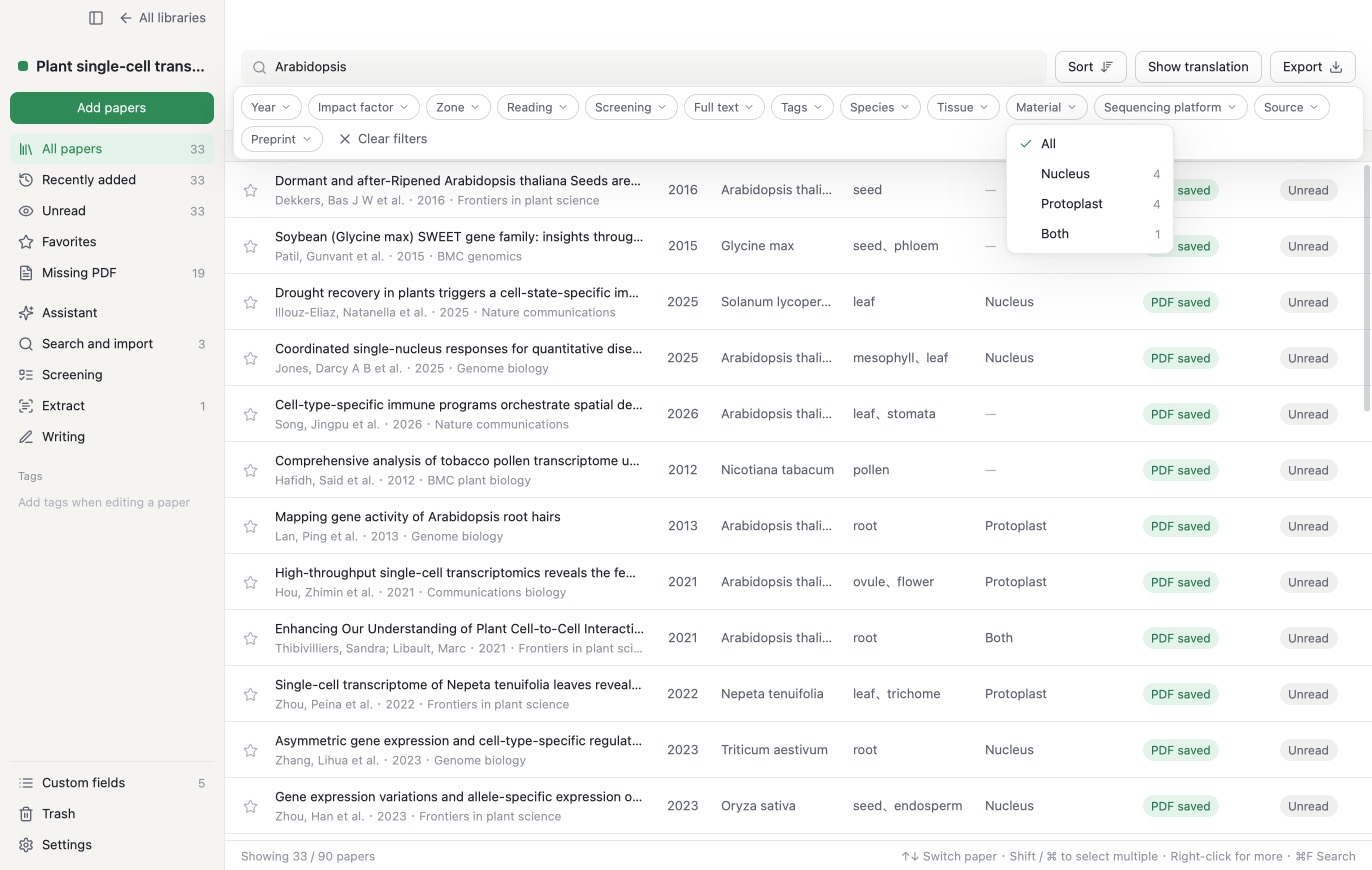 All libraries
Plant single-cell trans...
Add papers
All papers 33
Recently added 33
Unread 33
Favorites
Missing PDF 19
Assistant
Search and import 3
Screening
Extract 1
Writing
Tags
Add tags when editing a paper
Custom fields 5
Trash
Settings
Arabidopsis
Sort
Show translation
Export
Year
Impact factor
Zone
Reading
Screening
Full text
Tags
Species
Tissue
Material
Sequencing platform
Source
Preprint
Clear filters
All
Nucleus 4
Protoplast 4
Both 1
Dormant and after-Ripened Arabidopsis thaliana Seeds are...
Dekkers, Bas J W et al. · 2016 · Frontiers in plant science
2016 Arabidopsis thali... seed — saved Unread
Soybean (Glycine max) SWEET gene family: insights throug...
Patil, Gunvant et al. · 2015 · BMC genomics
2015 Glycine max seed、phloem — saved Unread
Drought recovery in plants triggers a cell-state-specific im...
Illouz-Eliaz, Natanella et al. · 2025 · Nature communications
2025 Solanum lycoper... leaf Nucleus PDF saved Unread
Coordinated single-nucleus responses for quantitative dise...
Jones, Darcy A B et al. · 2025 · Genome biology
2025 Arabidopsis thali... mesophyll、leaf Nucleus PDF saved Unread
Cell-type-specific immune programs orchestrate spatial de...
Song, Jingpu et al. · 2026 · Nature communications
2026 Arabidopsis thali... leaf、stomata — PDF saved Unread
Comprehensive analysis of tobacco pollen transcriptome u...
Hafidh, Said et al. · 2012 · BMC plant biology
2012 Nicotiana tabacum pollen — PDF saved Unread
Mapping gene activity of Arabidopsis root hairs
Lan, Ping et al. · 2013 · Genome biology
2013 Arabidopsis thali... root Protoplast PDF saved Unread
High-throughput single-cell transcriptomics reveals the fe...
Hou, Zhimin et al. · 2021 · Communications biology
2021 Arabidopsis thali... ovule、flower Protoplast PDF saved Unread
Enhancing Our Understanding of Plant Cell-to-Cell Interacti...
Thibivilliers, Sandra; Libault, Marc · 2021 · Frontiers in plant sci...
2021 Arabidopsis thali... root Both PDF saved Unread
Single-cell transcriptome of Nepeta tenuifolia leaves reveal...
Zhou, Peina et al. · 2022 · Frontiers in plant science
2022 Nepeta tenuifolia leaf、trichome Protoplast PDF saved Unread
Asymmetric gene expression and cell-type-specific regulat...
Zhang, Lihua et al. · 2023 · Genome biology
2023 Triticum aestivum root Nucleus PDF saved Unread
Gene expression variations and allele-specific expression o...
Zhou, Han et al. · 2023 · Frontiers in plant science
2023 Oryza sativa seed、endosperm Nucleus PDF saved Unread
Showing 33 / 90 papers
↑↓ Switch paper · Shift / ⌘ to select multiple · Right-click for more · ⌘F Search